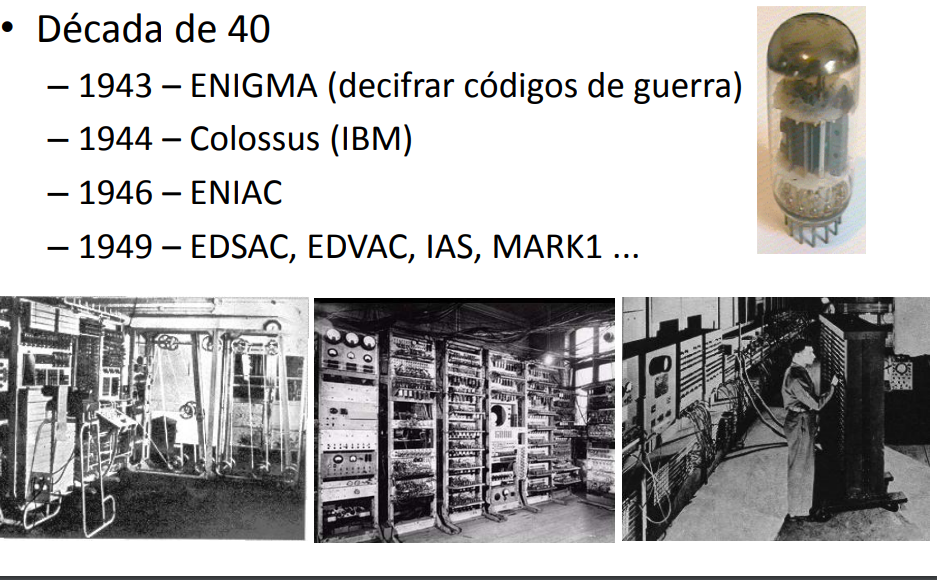 • Década de 40
– 1943 – ENIGMA (decifrar códigos de guerra)
– 1944 – Colossus (IBM)
– 1946 – ENIAC
– 1949 – EDSAC, EDVAC, IAS, MARK1 ...